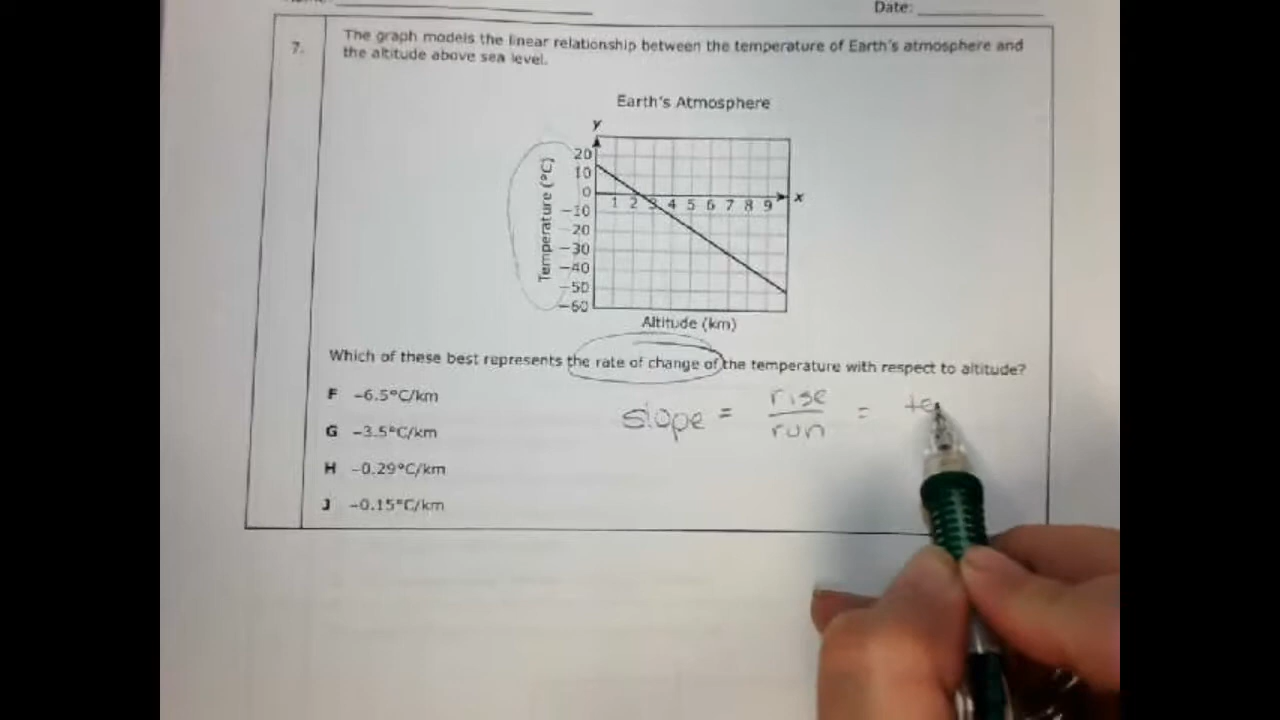 Date:
7. The graph models the linear relationship between the temperature of Earth's atmosphere and
the altitude above sea level.
Earth's Atmosphere
y
Temperature (°C)
20
10
0
−10
−20
−30
−40
−50
−60
1 2 3 4 5 6 7 8 9 x
Altitude (km)
Which of these best represents the rate of change of the temperature with respect to altitude?
F −6.5°C/km
G −3.5°C/km
H −0.29°C/km
J −0.15°C/km
slope = rise
run = te